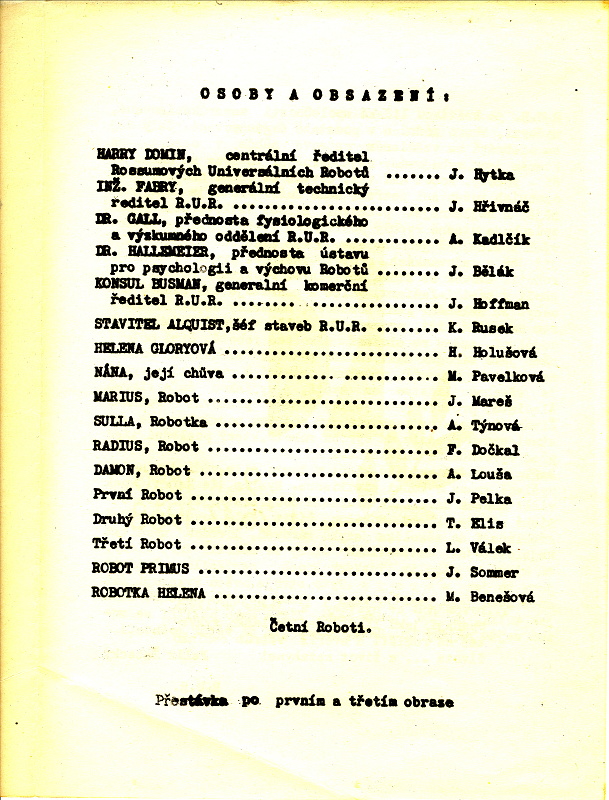 OSOBY A OBSAZENÍ:
HARRY DOMIN, centrální ředitel
Rossumových Universálních Robotů ....... J. Hytka
INŽ. FABRY, generální technický
ředitel R.U.R. .......................... J. Hřivnáč
DR. GALL, přednosta fysiologického
a výzkumného oddělení R.U.R. ............ A. Kadlčík
DR. HALLEMEIER, přednosta ústavu
pro psychologii a výchovu Robotů ........ J. Bělák
KONSUL BUSMAN, generalní komerční
ředitel R.U.R. .......................... J. Hoffman
STAVITEL ALQUIST,šéf staveb R.U.R. ........ K. Rusek
HELENA GLORYOVÁ ........................... H. Holušová
NÁNA, její chůva .......................... M. Pavelková
MARIUS, Robot ............................. J. Mareš
SULLA, Robotka ............................ A. Týnová
RADIUS, Robot ............................. F. Dočkal
DAMON, Robot .............................. A. Louša
První Robot ............................... J. Pelka
Druhý Robot ............................... T. Elis
Třetí Robot ............................... L. Válek
ROBOT PRIMUS .............................. J. Sommer
ROBOTKA HELENA ............................ M. Benešová
Četní Roboti.
Přestávka po prvním a třetím obrase